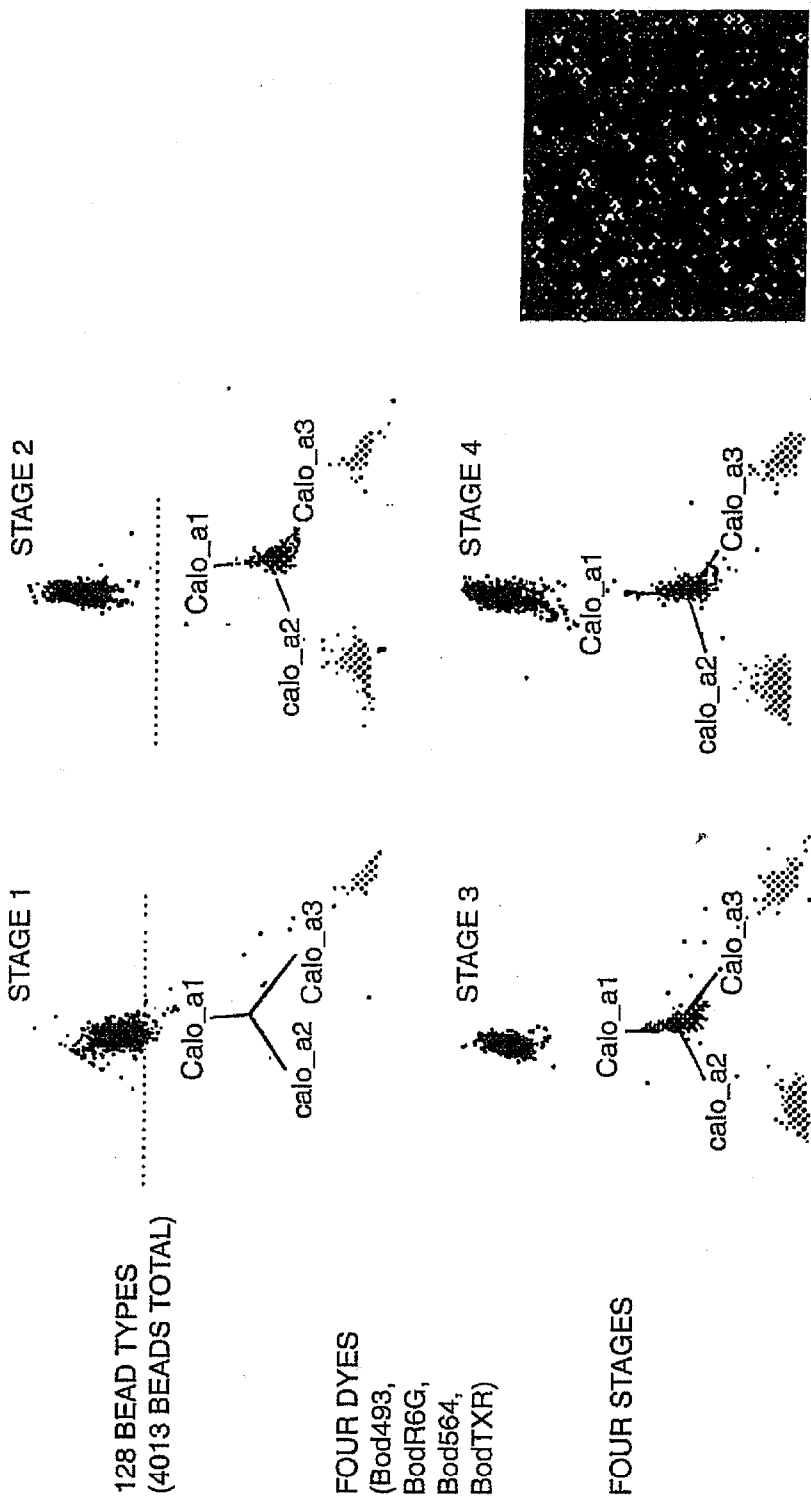 128 BEAD TYPES
(4013 BEADS TOTAL)
FOUR DYES
(Bod493,
BodR6G,
Bod564,
BodTXR)
FOUR STAGES
STAGE 1
Calo_a1
calo_a2
Calo_a3
STAGE 2
Calo_a1
calo_a2
Calo_a3
STAGE 3
Calo_a1
calo_a2
Calo_a3
STAGE 4
Calo_a1
calo_a2
Calo_a3